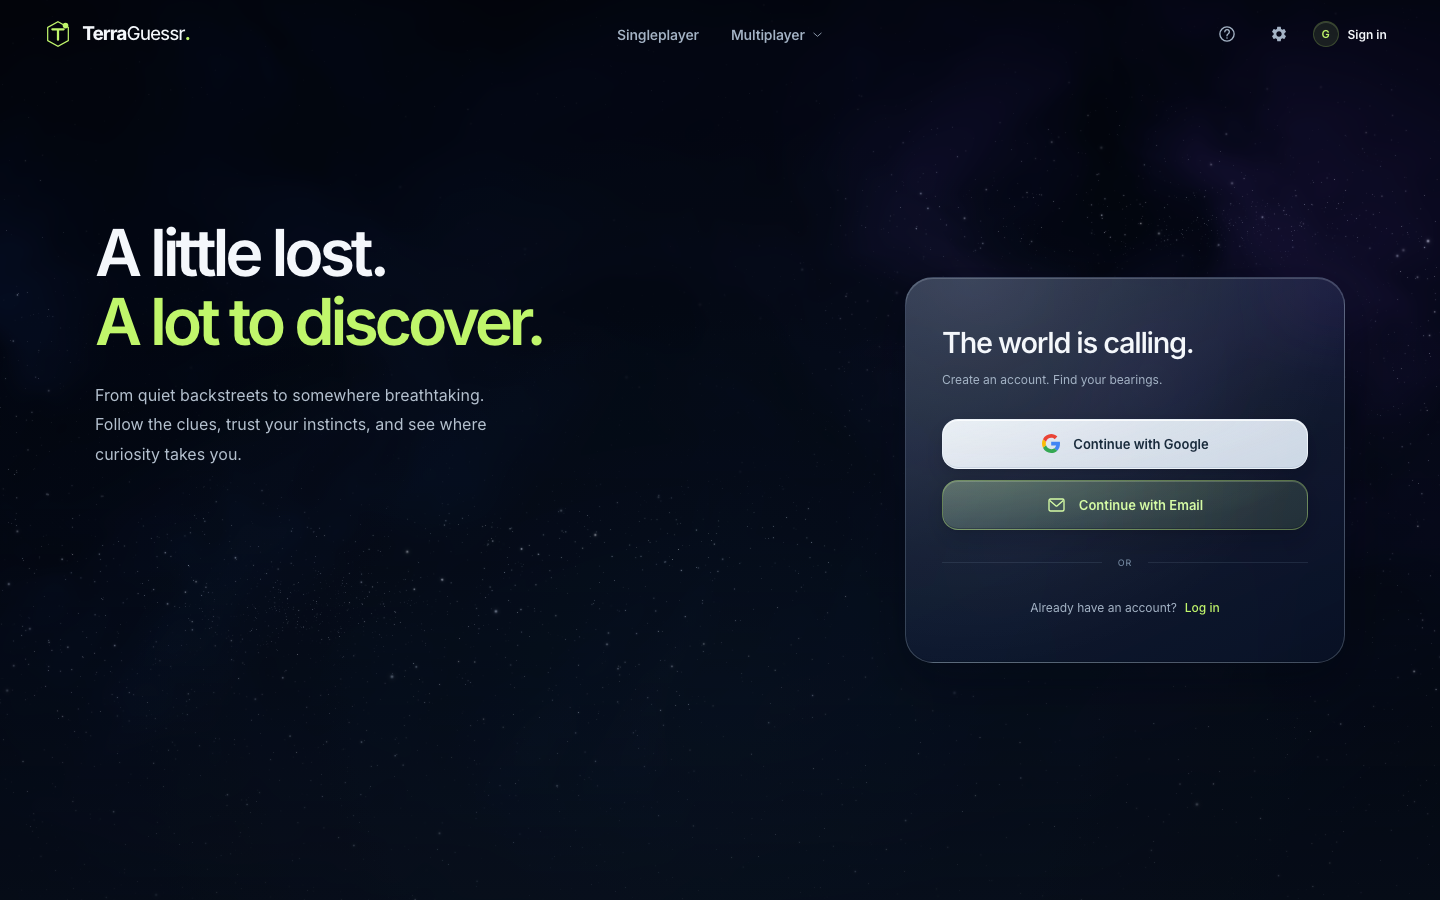 TerraGuessr.
Singleplayer
Multiplayer
G
Sign in
A little lost.
A lot to discover.
From quiet backstreets to somewhere breathtaking.
Follow the clues, trust your instincts, and see where
curiosity takes you.
The world is calling.
Create an account. Find your bearings.
Continue with Google
Continue with Email
OR
Already have an account? Log in